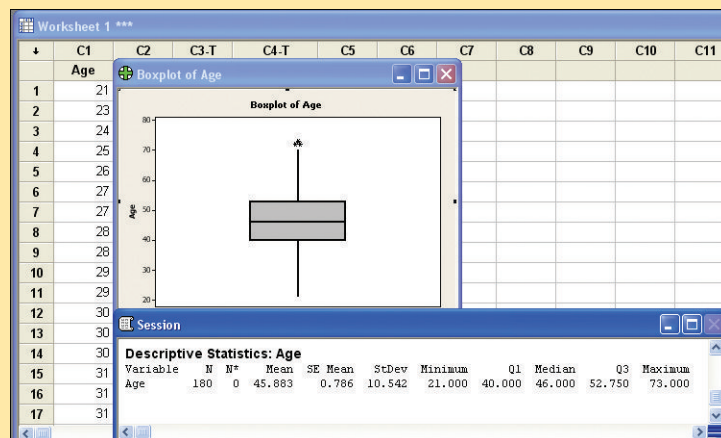 Worksheet 1 ***
↓ C1 C2 C3-T C4-T C5 C6 C7 C8 C9 C10 C11
Age
1 21
2 23
3 24
4 25
5 26
6 27
7 27
8 28
9 28
10 29
11 29
12 30
13 30
14 30
15 31
16 31
17 31
Boxplot of Age
Boxplot of Age
80
70
60
50
40
30
20
Age
Session
Descriptive Statistics: Age
Variable N N* Mean SE Mean StDev Minimum Q1 Median Q3 Maximum
Age 180 0 45.883 0.786 10.542 21.000 40.000 46.000 52.750 73.000